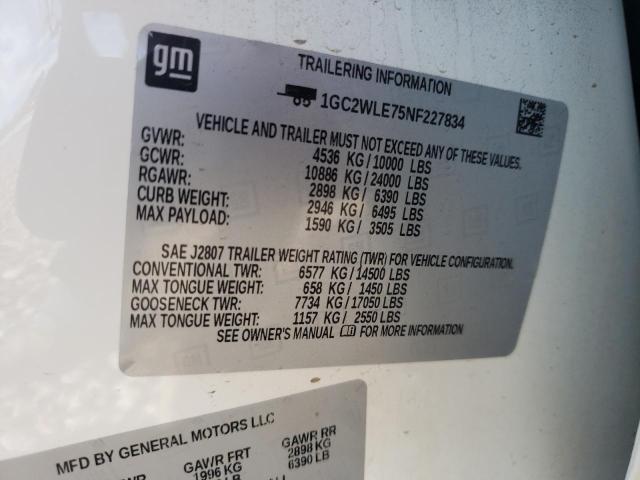 gm
TRAILERING INFORMATION
85 1GC2WLE75NF227834
VEHICLE AND TRAILER MUST NOT EXCEED ANY OF THESE VALUES.
GVWR: 4536 KG/10000 LBS
GCWR: 10886 KG/24000 LBS
RGAWR: 2898 KG/ 6390 LBS
CURB WEIGHT: 2946 KG/ 6495 LBS
MAX PAYLOAD: 1590 KG/ 3505 LBS
SAE J2807 TRAILER WEIGHT RATING (TWR) FOR VEHICLE CONFIGURATION.
CONVENTIONAL TWR: 6577 KG/14500 LBS
MAX TONGUE WEIGHT: 658 KG/ 1450 LBS
GOOSENECK TWR: 7734 KG/17050 LBS
MAX TONGUE WEIGHT: 1157 KG/ 2550 LBS
SEE OWNER'S MANUAL FOR MORE INFORMATION
MFD BY GENERAL MOTORS LLC
GAWR FRT GAWR RR
1996 KG 2898 KG
LB 6390 LB